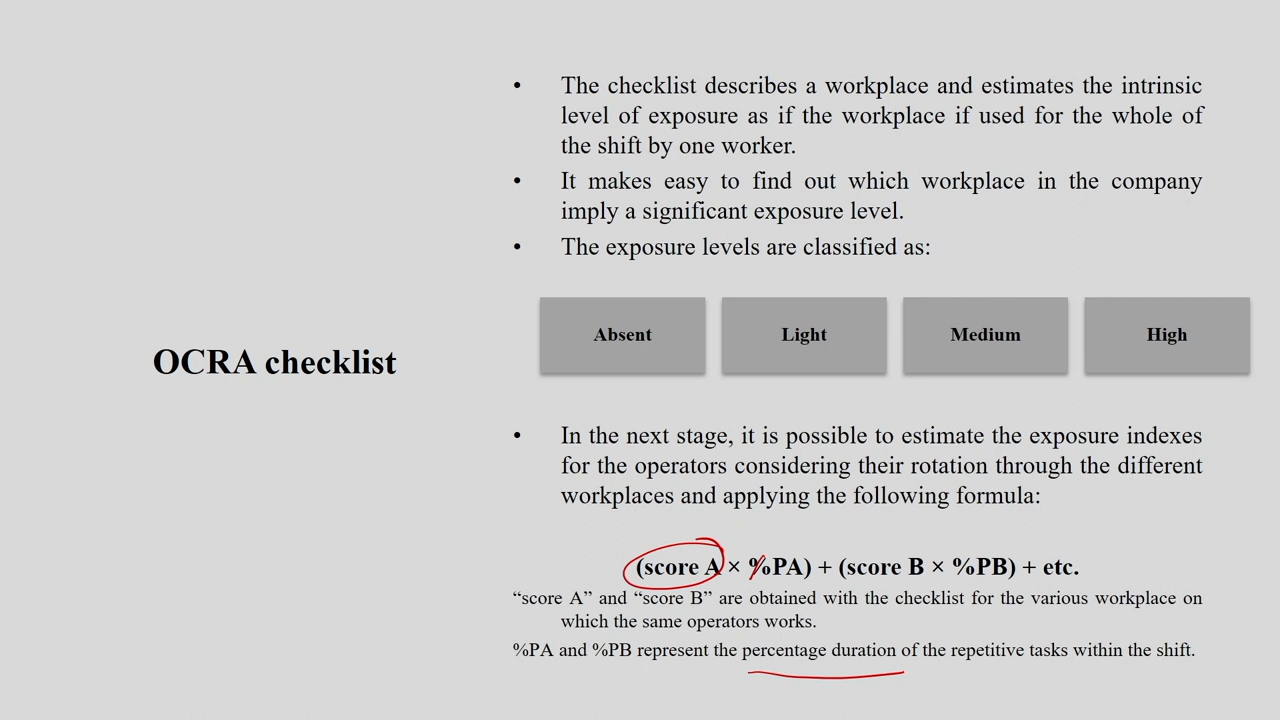 OCRA checklist
• The checklist describes a workplace and estimates the intrinsic
level of exposure as if the workplace if used for the whole of
the shift by one worker.
• It makes easy to find out which workplace in the company
imply a significant exposure level.
• The exposure levels are classified as:
Absent Light Medium High
• In the next stage, it is possible to estimate the exposure indexes
for the operators considering their rotation through the different
workplaces and applying the following formula:
(score A × %PA) + (score B × %PB) + etc.
“score A” and “score B” are obtained with the checklist for the various workplace on
which the same operators works.
%PA and %PB represent the percentage duration of the repetitive tasks within the shift.